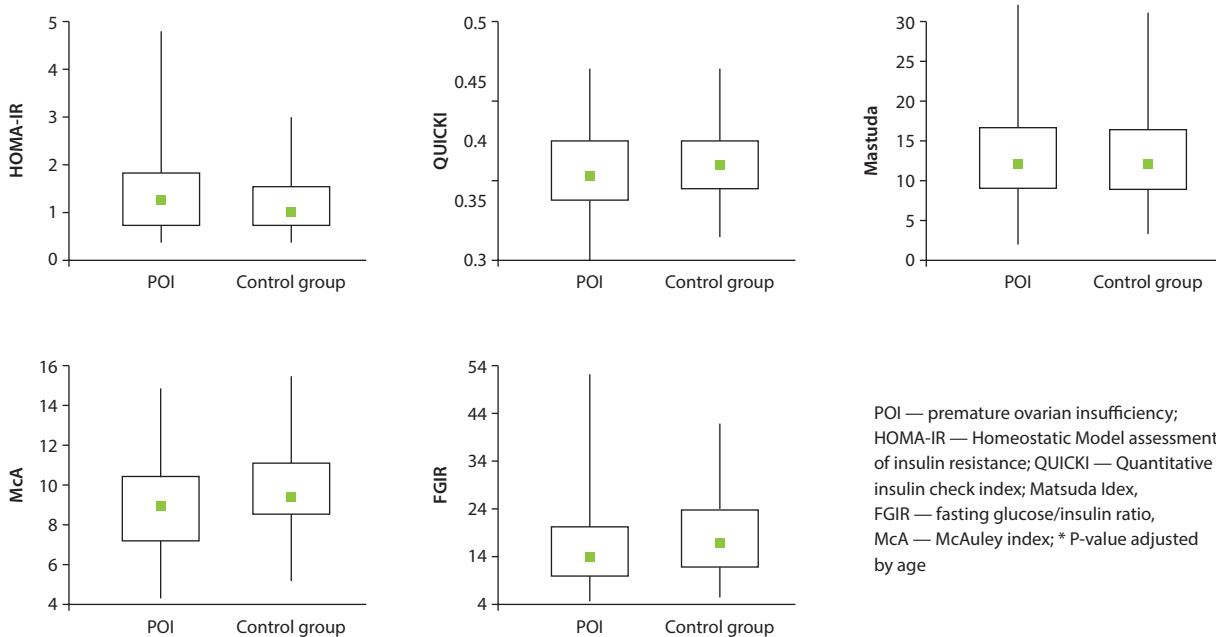 HOMA-IR
5
4
3
2
1
0
POI Control group
QUICKI
0.5
0.45
0.4
0.35
0.3
POI Control group
Mastuda
30
25
20
15
10
5
0
POI Control group
McA
16
14
12
10
8
6
4
POI Control group
FGIR
54
44
34
24
14
4
POI Control group
POI — premature ovarian insufficiency;
HOMA-IR — Homeostatic Model assessment
of insulin resistance; QUICKI — Quantitative
insulin check index; Matsuda Idex,
FGIR — fasting glucose/insulin ratio,
McA — McAuley index; * P-value adjusted
by age